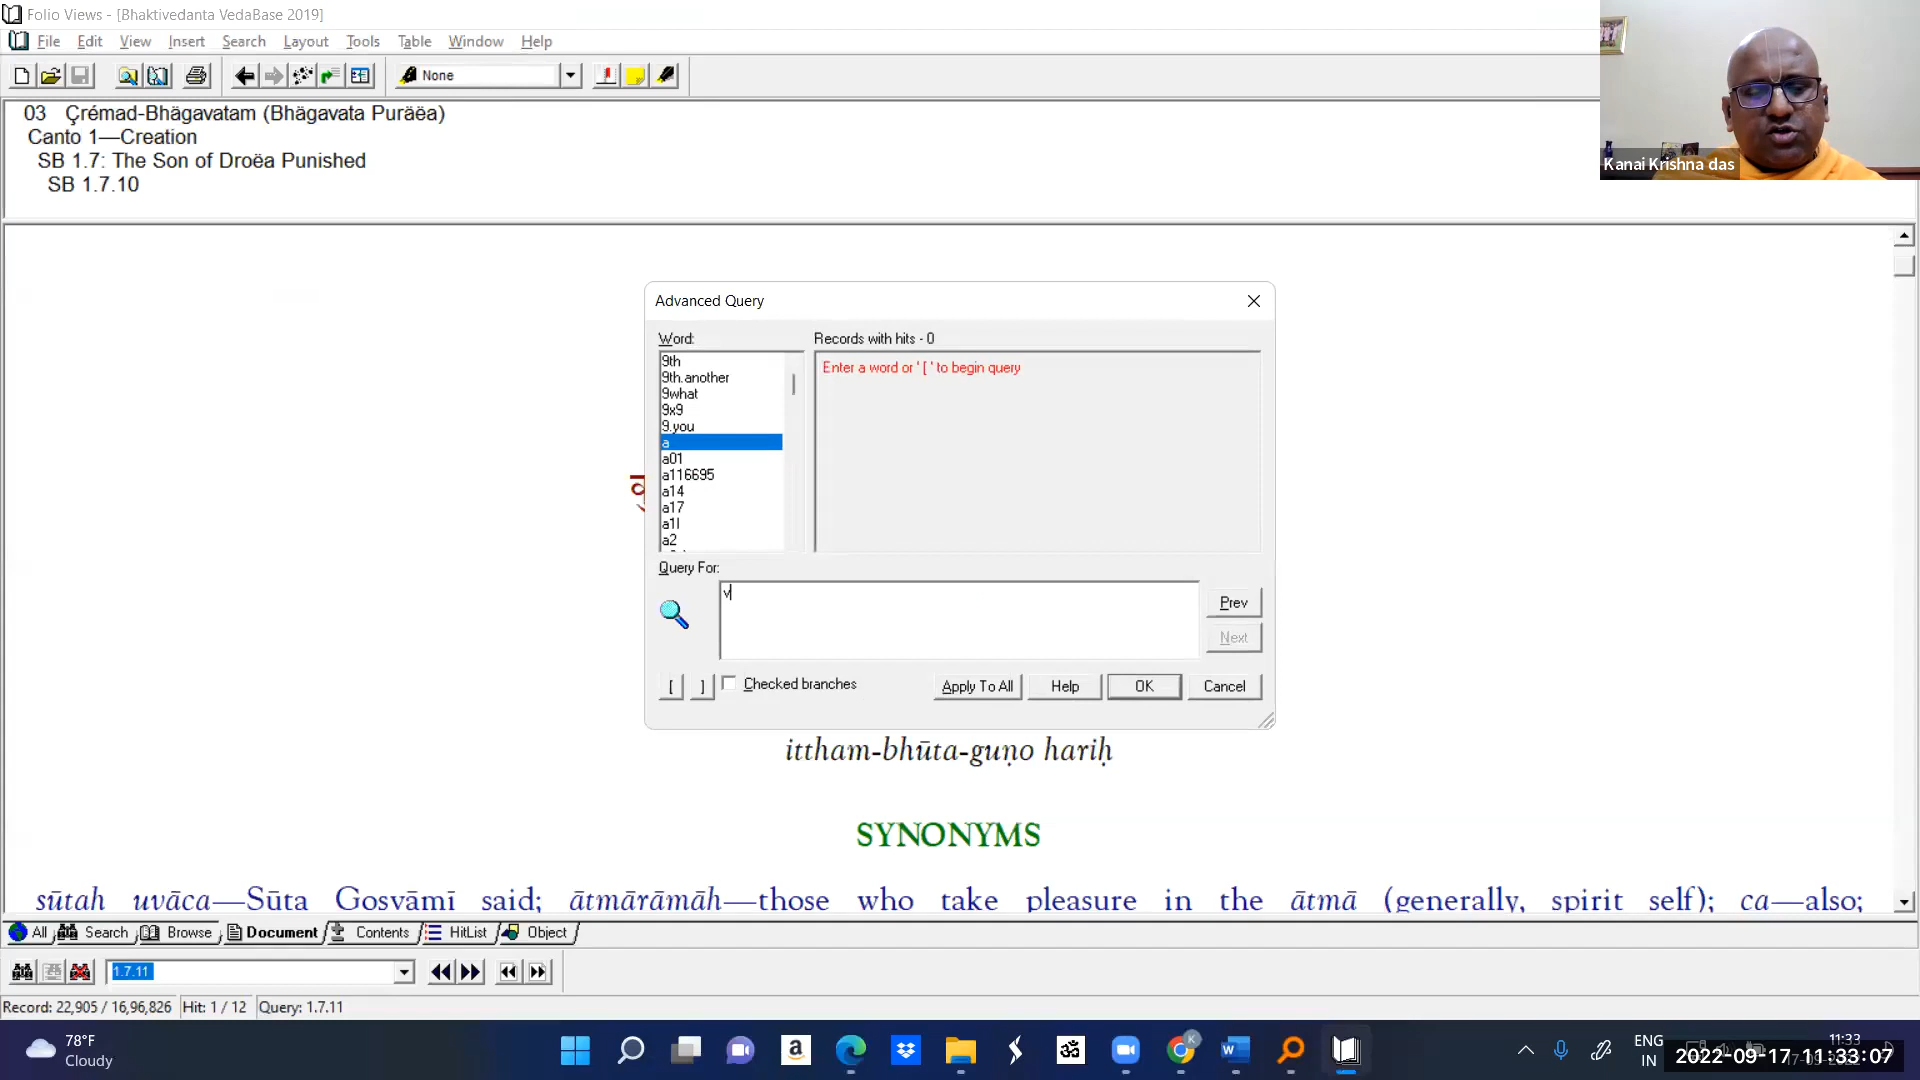 Folio Views - [Bhaktivedanta VedaBase 2019]
File Edit View Insert Search Layout Tools Table Window Help
None
03 Çrémad-Bhägavatam (Bhägavata Puräëa)
Canto 1—Creation
SB 1.7: The Son of Droëa Punished
SB 1.7.10
Kanai Krishna das
Advanced Query
Word:
Records with hits - 0
9th
9th.another
9what
9x9
9.you
a
a01
a116695
a14
a17
a1l
a2
Enter a word or ' [ ' to begin query
Query For:
v
Prev
Next
[ ] Checked branches Apply To All Help OK Cancel
ittham-bhūta-guṇo hariḥ
SYNONYMS
sūtaḥ uvāca—Sūta Gosvāmī said; ātmārāmāḥ—those who take pleasure in the ātmā (generally, spirit self); ca—also;
All Search Browse Document Contents HitList Object
1.7.11
Record: 22,905 / 16,96,826 Hit: 1 / 12 Query: 1.7.11
78°F
Cloudy
ENG
IN
11:33
2022-09-17 11:33:07